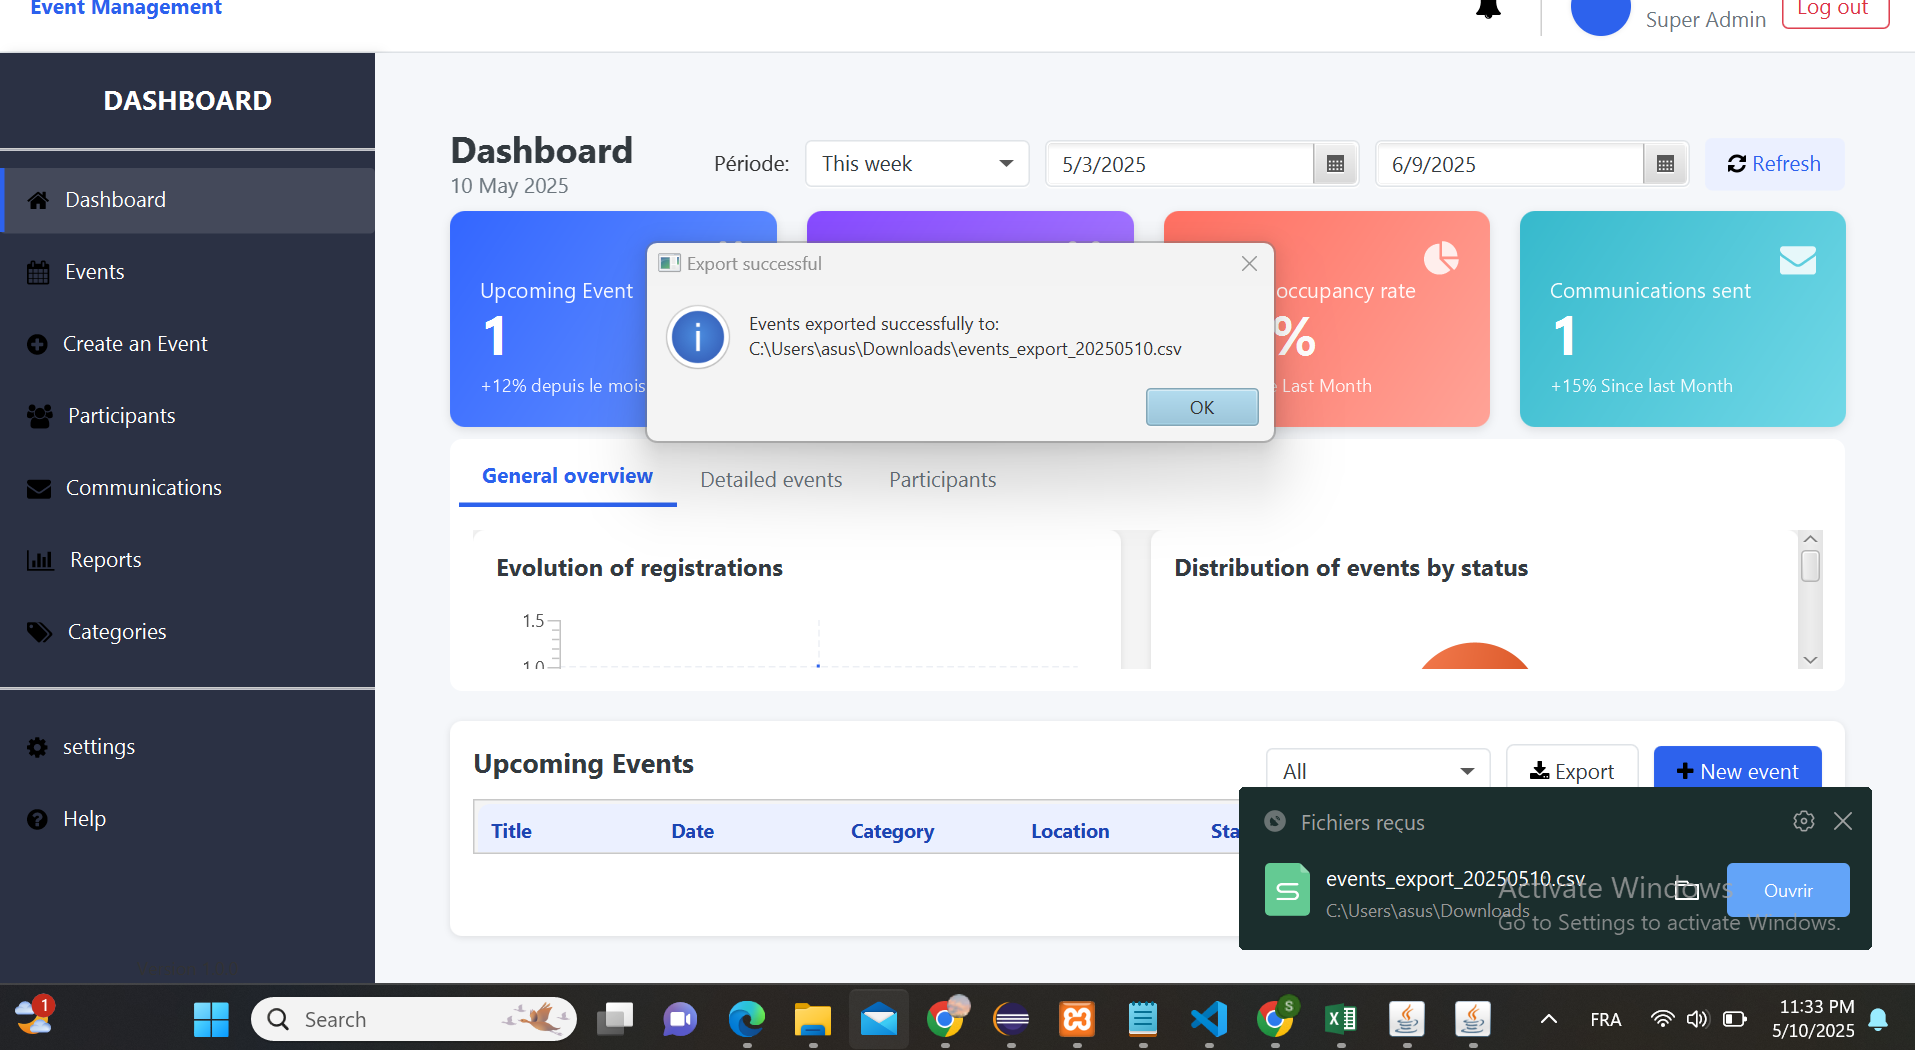 Event Management
Super Admin
Log out
DASHBOARD
Dashboard
Events
Create an Event
Participants
Communications
Reports
Categories
settings
Help
Dashboard
10 May 2025
Période:
This week
5/3/2025
6/9/2025
Refresh
Upcoming Event
1
+12% depuis le mois
occupancy rate
%
Last Month
Communications sent
1
+15% Since last Month
Export successful
Events exported successfully to:
C:\Users\asus\Downloads\events_export_20250510.csv
OK
General overview
Detailed events
Participants
Evolution of registrations
1.5
1.0
Distribution of events by status
Upcoming Events
All
Export
New event
Title
Date
Category
Location
Sta
Fichiers reçus
events_export_20250510.csv
C:\Users\asus\Downloads
Ouvrir
Activate Windows
Go to Settings to activate Windows.
1
Search
S
FRA
11:33 PM
5/10/2025